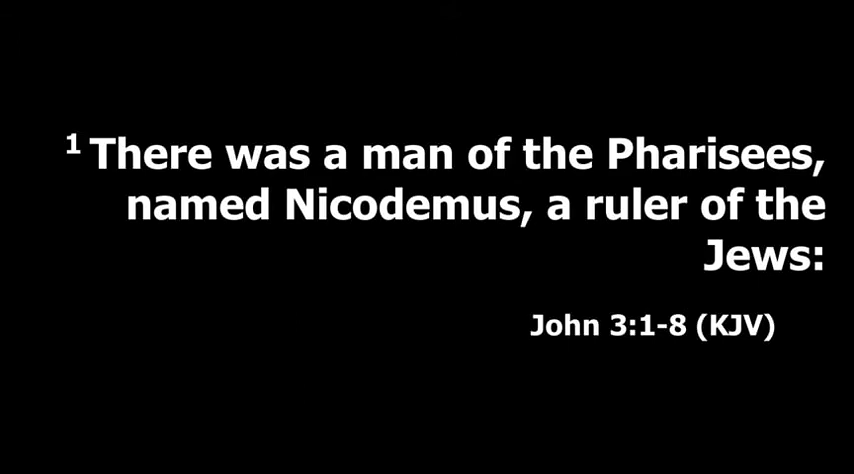 1 There was a man of the Pharisees,
named Nicodemus, a ruler of the
Jews:
John 3:1-8 (KJV)